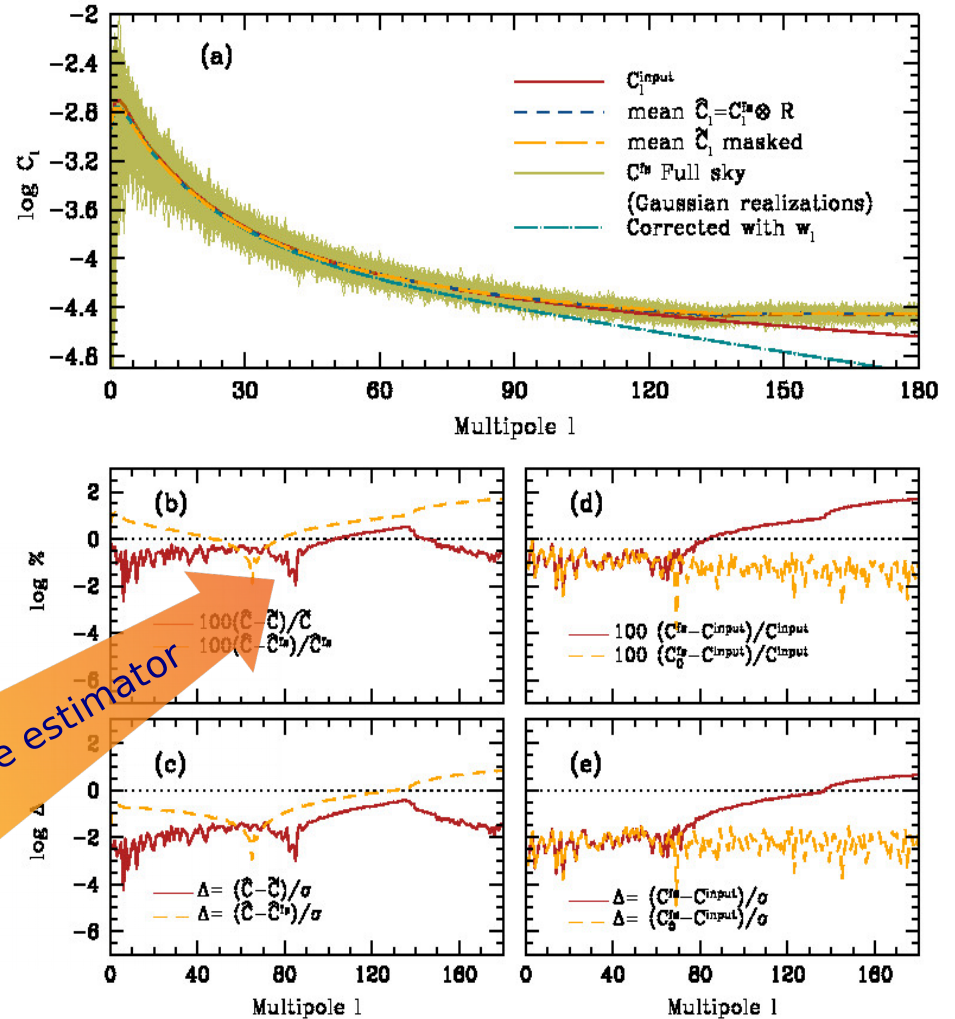 (a)
log C_l
−2
−2.4
−2.8
−3.2
−3.6
−4
−4.4
−4.8
C_l^input
mean Ĉ_l=C_l^fs⊗ R
mean C̃_l masked
C^fs Full sky
(Gaussian realizations)
Corrected with w_l
0 30 60 90 120 150 180
Multipole l
(b)
log %
2
0
−2
−4
−6
100(Ĉ−C̃)/C̃
100(Ĉ−Ĉ^fs)/Ĉ^fs
(d)
100 (C^fs−C^input)/C^input
100 (C_0^fs−C^input)/C^input
e estimator
(c)
log Δ
2
0
−2
−4
−6
Δ= (Ĉ−C̃)/σ
Δ= (Ĉ−Ĉ^fs)/σ
0 40 80 120 160
Multipole l
(e)
Δ= (C^fs−C^input)/σ
Δ= (C_0^fs−C^input)/σ
0 40 80 120 160
Multipole l